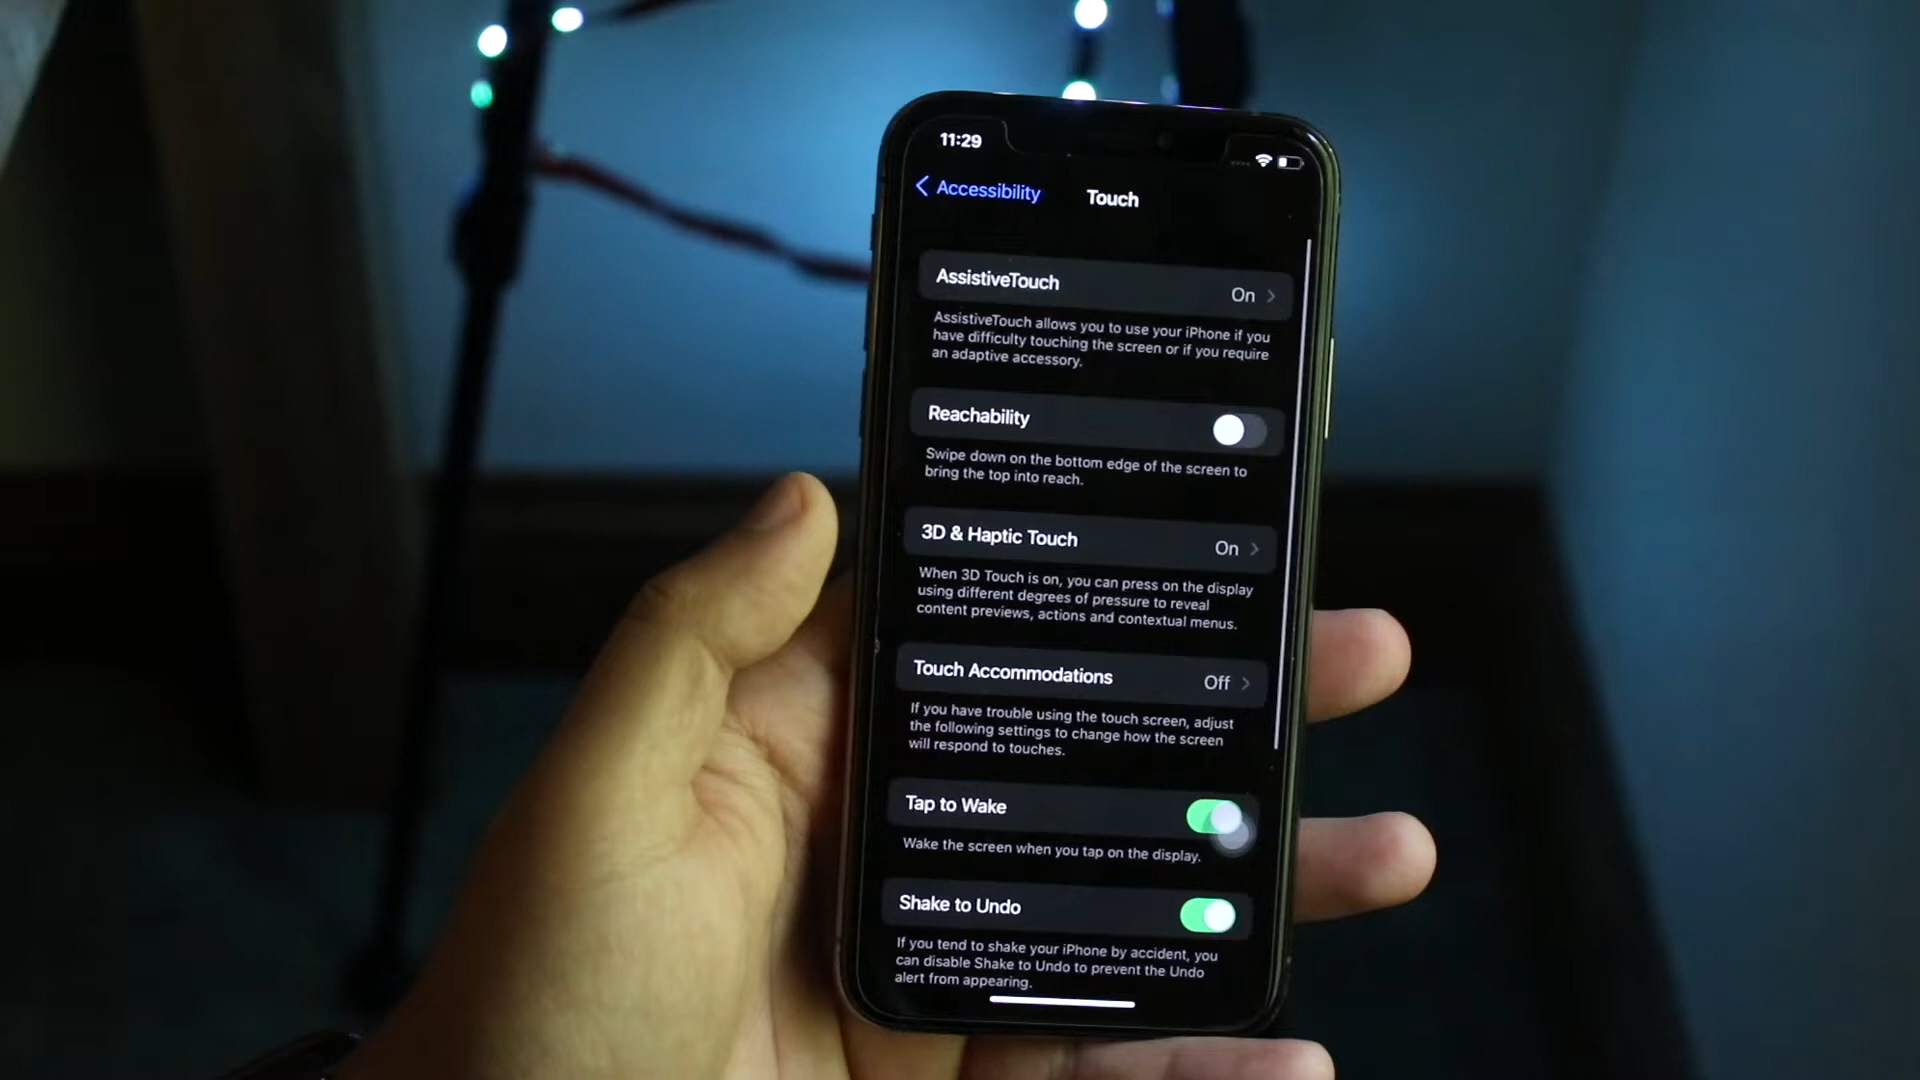 11:29
Accessibility
Touch
AssistiveTouch
On
AssistiveTouch allows you to use your iPhone if you
have difficulty touching the screen or if you require
an adaptive accessory.
Reachability
Swipe down on the bottom edge of the screen to
bring the top into reach.
3D & Haptic Touch
On
When 3D Touch is on, you can press on the display
using different degrees of pressure to reveal
content previews, actions and contextual menus.
Touch Accommodations
Off
If you have trouble using the touch screen, adjust
the following settings to change how the screen
will respond to touches.
Tap to Wake
Wake the screen when you tap on the display.
Shake to Undo
If you tend to shake your iPhone by accident, you
can disable Shake to Undo to prevent the Undo
alert from appearing.